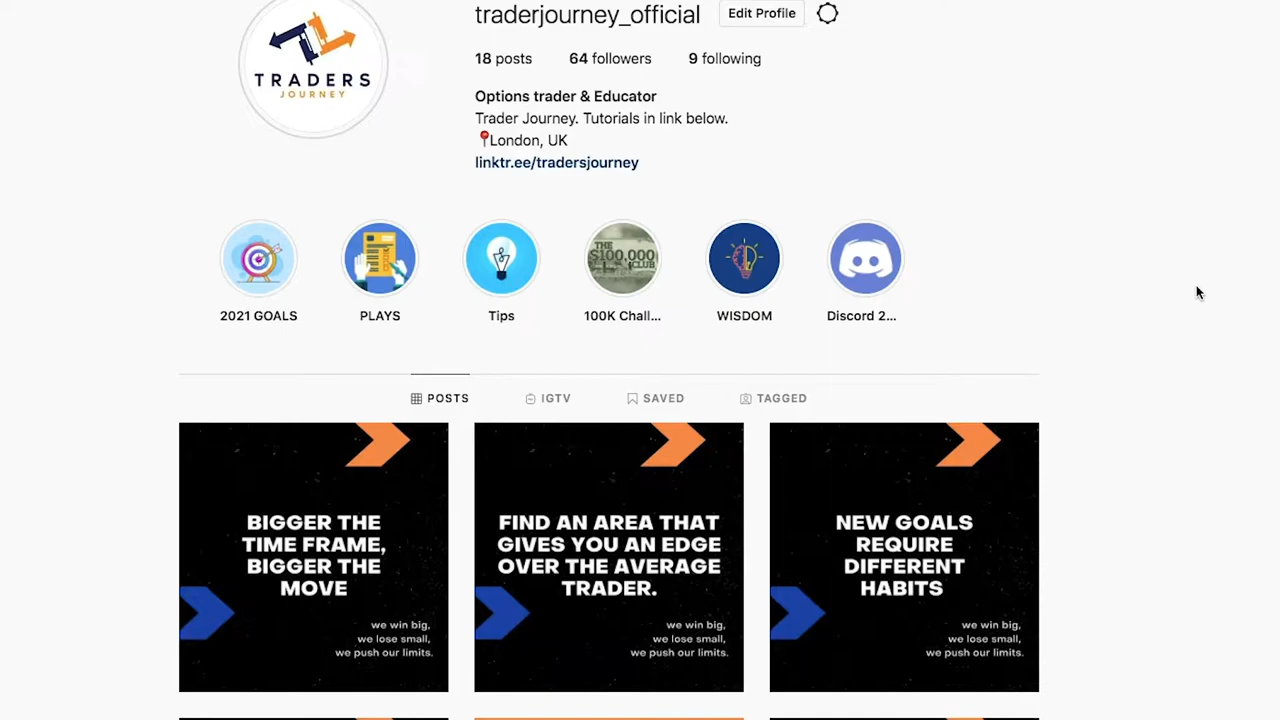 traderjourney_official
Edit Profile
18 posts
64 followers
9 following
TRADERS
JOURNEY
Options trader & Educator
Trader Journey. Tutorials in link below.
London, UK
linktr.ee/tradersjourney
THE
$100,000
CLUB
2021 GOALS
PLAYS
Tips
100K Chall...
WISDOM
Discord 2...
POSTS
IGTV
SAVED
TAGGED
BIGGER THE
TIME FRAME,
BIGGER THE
MOVE
we win big,
we lose small,
we push our limits.
FIND AN AREA THAT
GIVES YOU AN EDGE
OVER THE AVERAGE
TRADER.
we win big,
we lose small,
we push our limits.
NEW GOALS
REQUIRE
DIFFERENT
HABITS
we win big,
we lose small,
we push our limits.